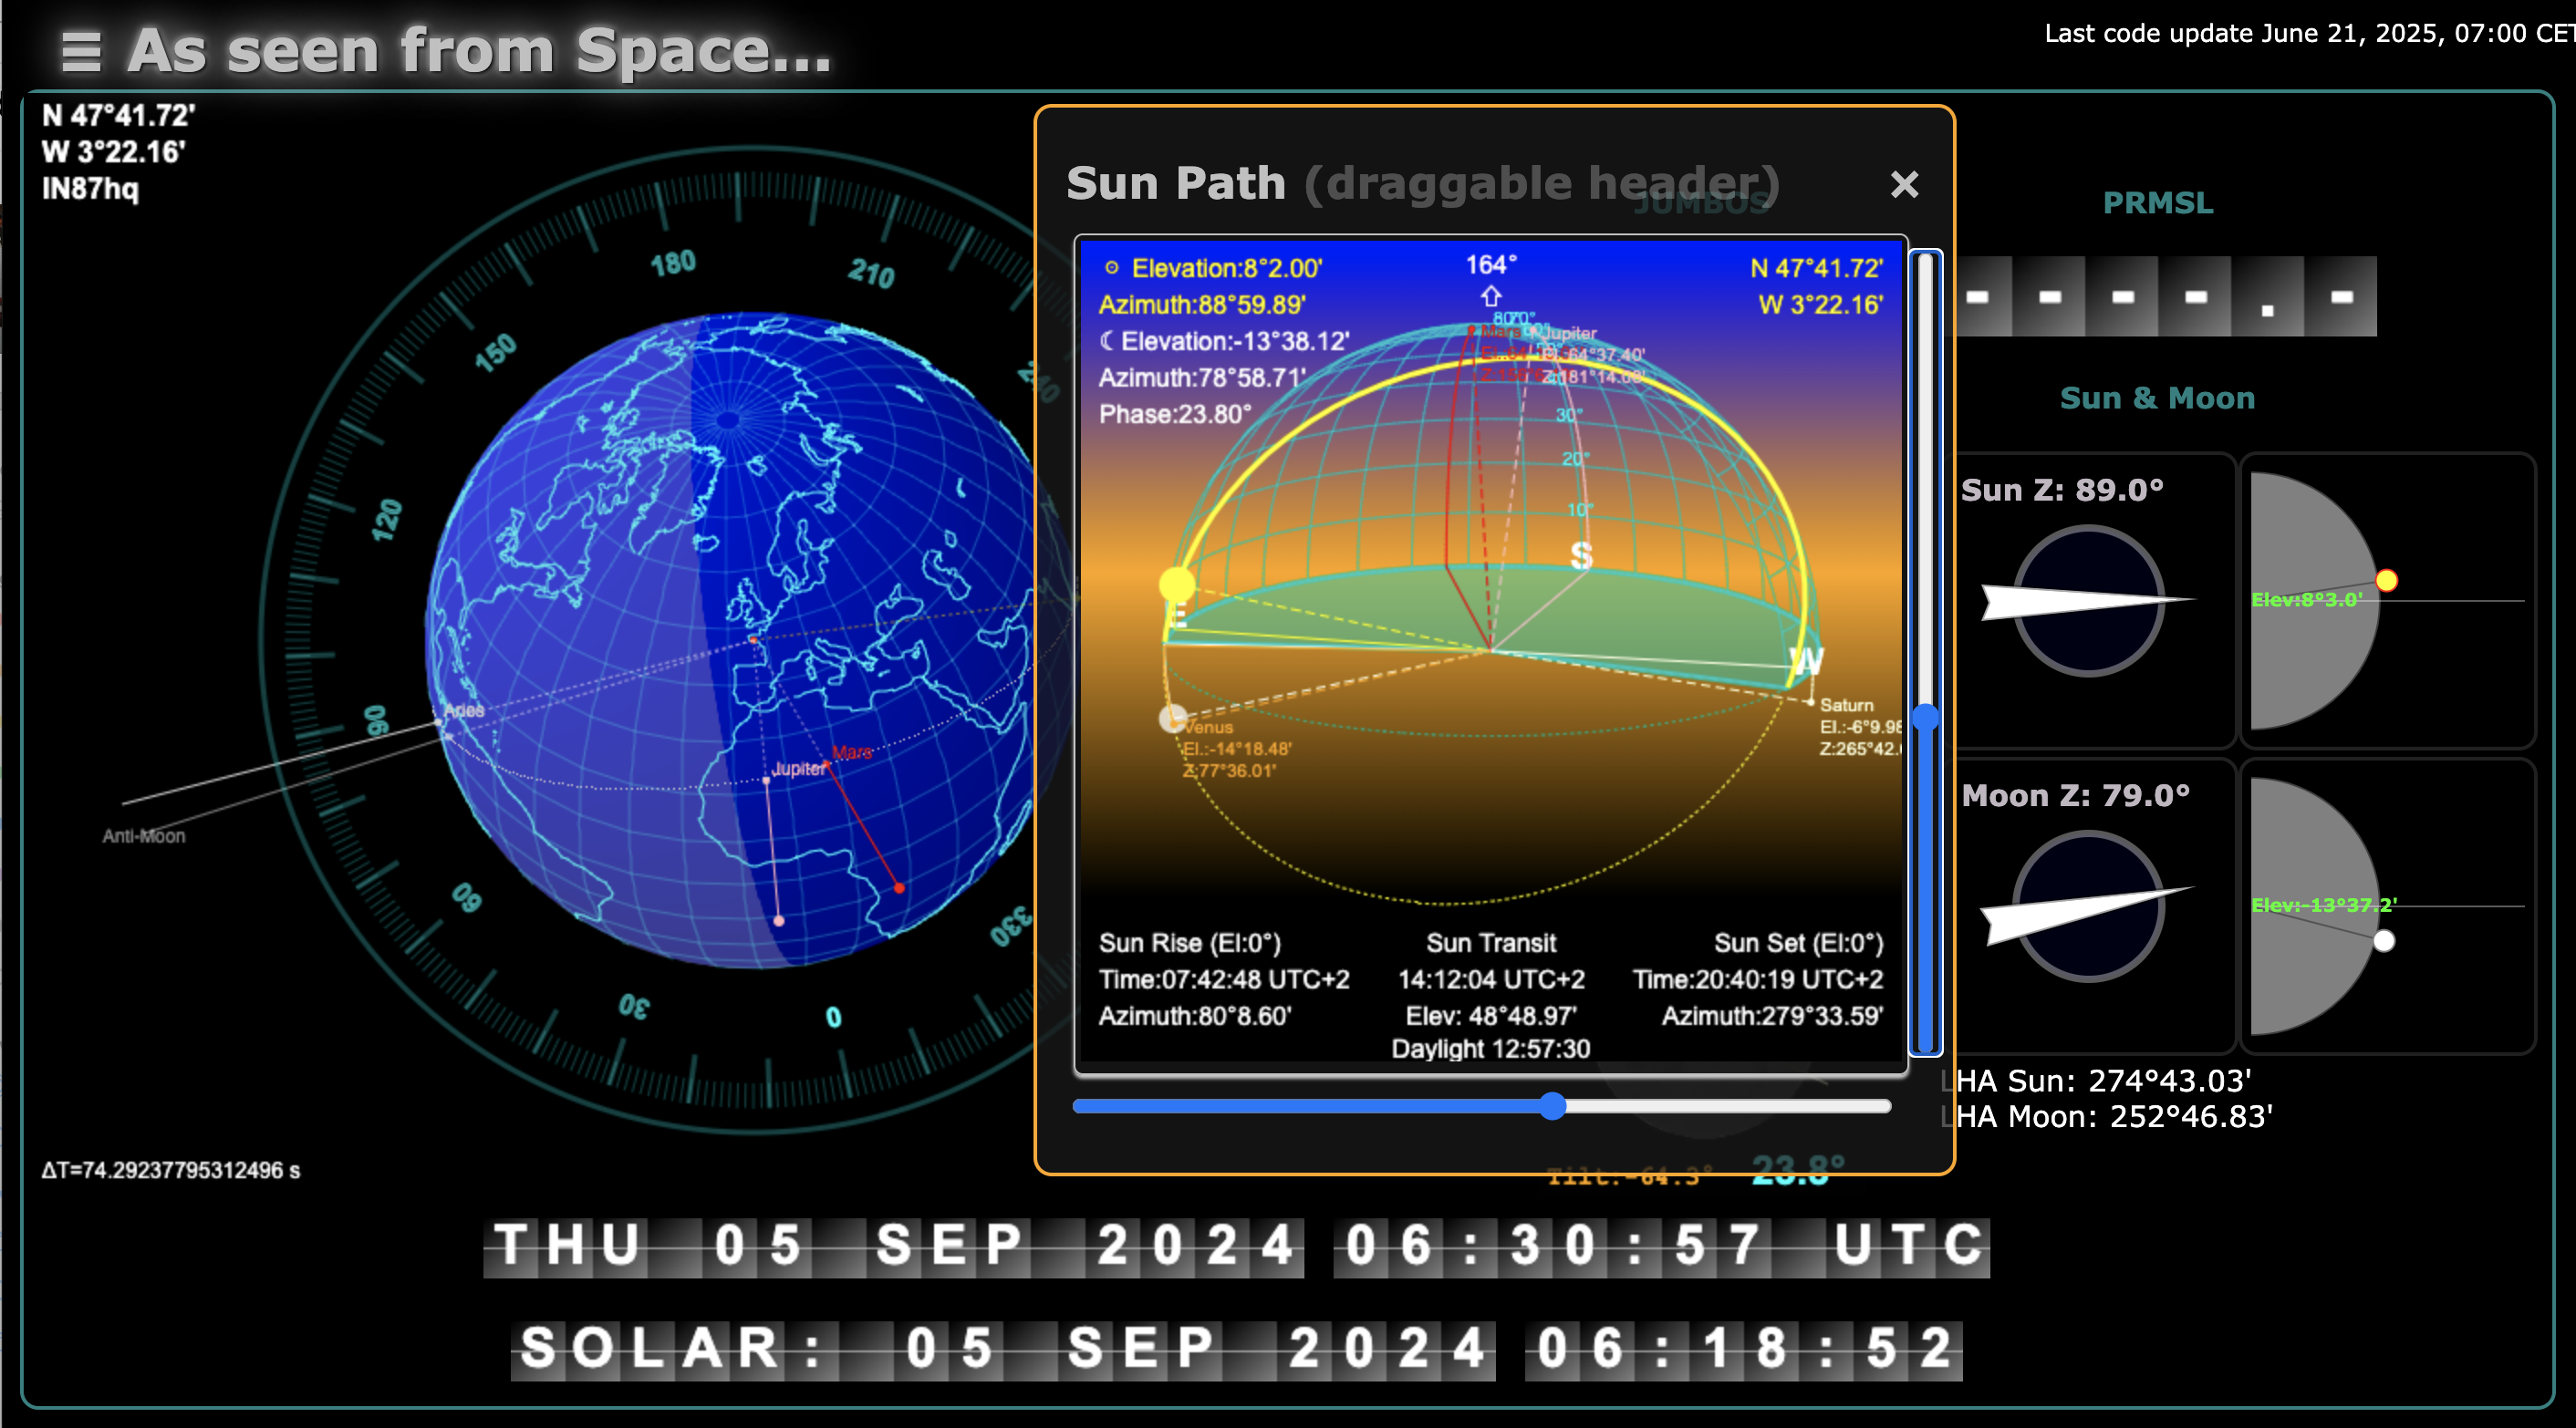 ☰ As seen from Space...
Last code update June 21, 2025, 07:00 CET
N 47°41.72'
W 3°22.16'
IN87hq
180
210
150
240
120
90
60
30
0
330
Aries
Anti-Moon
Mars
Jupiter
ΔT=74.29237795312496 s
Sun Path (draggable header)
JUMBOS
×
☉ Elevation:8°2.00'
Azimuth:88°59.89'
☾ Elevation:-13°38.12'
Azimuth:78°58.71'
Phase:23.80°
164°
N 47°41.72'
W 3°22.16'
80°
70°
Mars
Jupiter
El.:64°37.40'
30°
20°
10°
S
E
W
Venus
El.:-14°18.48'
Z:77°36.01'
Saturn
El.:-6°9.98
Z:265°42.
Sun Rise (El:0°)
Time:07:42:48 UTC+2
Azimuth:80°8.60'
Sun Transit
14:12:04 UTC+2
Elev: 48°48.97'
Daylight 12:57:30
Sun Set (El:0°)
Time:20:40:19 UTC+2
Azimuth:279°33.59'
Tilt:-64.3°
23.8°
PRMSL
- - - - . -
Sun & Moon
Sun Z: 89.0°
Elev:8°3.0'
Moon Z: 79.0°
Elev:-13°37.2'
LHA Sun: 274°43.03'
LHA Moon: 252°46.83'
THU 05 SEP 2024 06:30:57 UTC
SOLAR: 05 SEP 2024 06:18:52